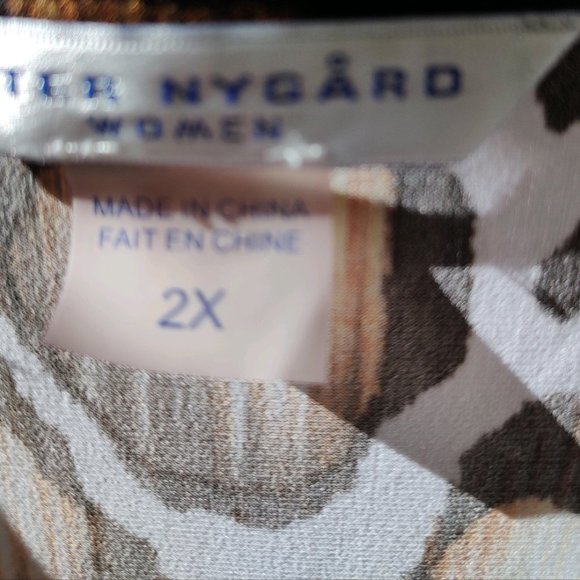 TER NYGÅRD
WOMEN
MADE IN CHINA
FAIT EN CHINE
2X